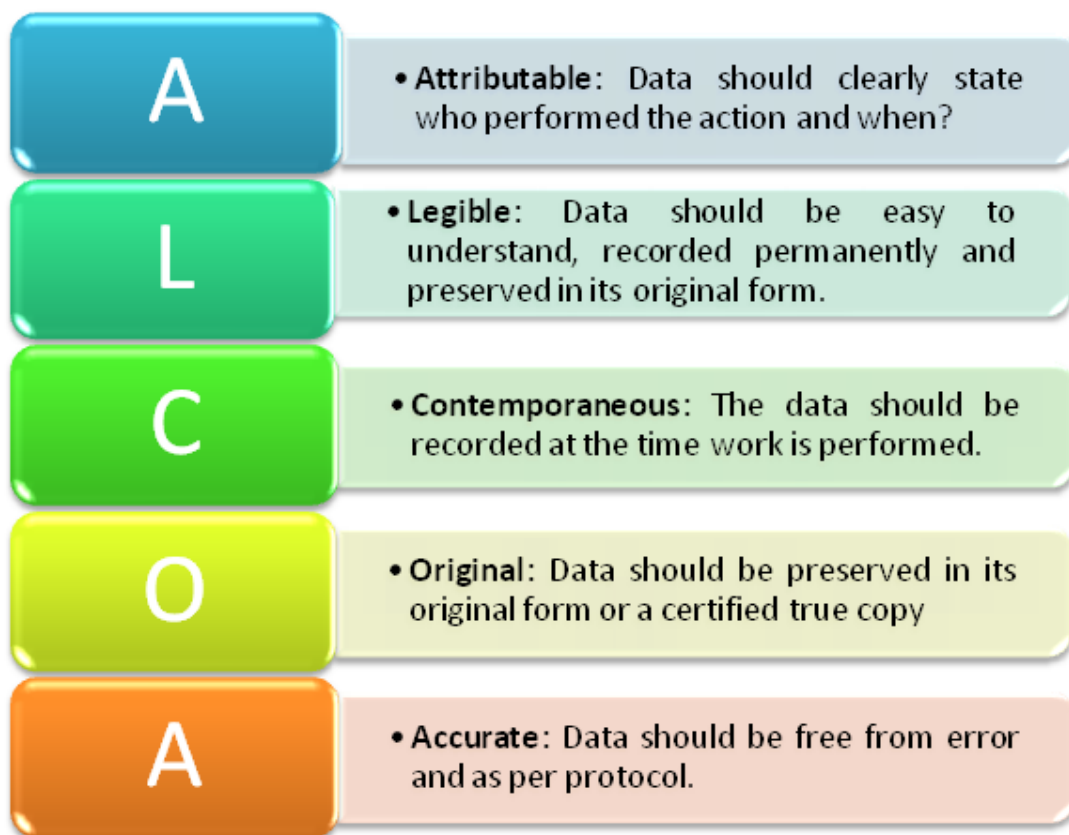 A
• Attributable: Data should clearly state
who performed the action and when?
L
• Legible: Data should be easy to
understand, recorded permanently and
preserved in its original form.
C
• Contemporaneous: The data should be
recorded at the time work is performed.
O
• Original: Data should be preserved in its
original form or a certified true copy
A
• Accurate: Data should be free from error
and as per protocol.